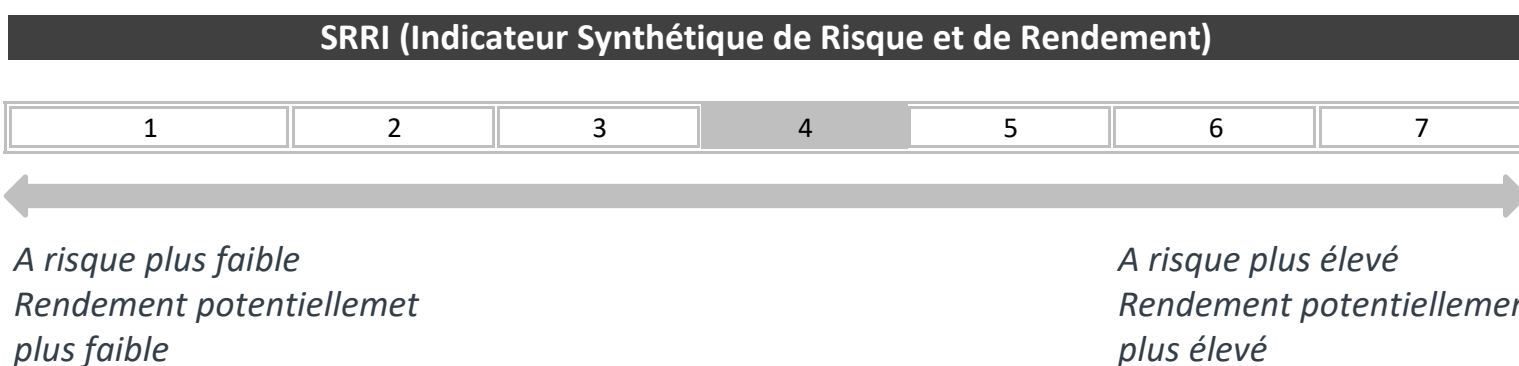 SRRI (Indicateur Synthétique de Risque et de Rendement)
1 2 3 4 5 6 7
A risque plus faible
Rendement potentiellemet
plus faible
A risque plus élevé
Rendement
plus élevé